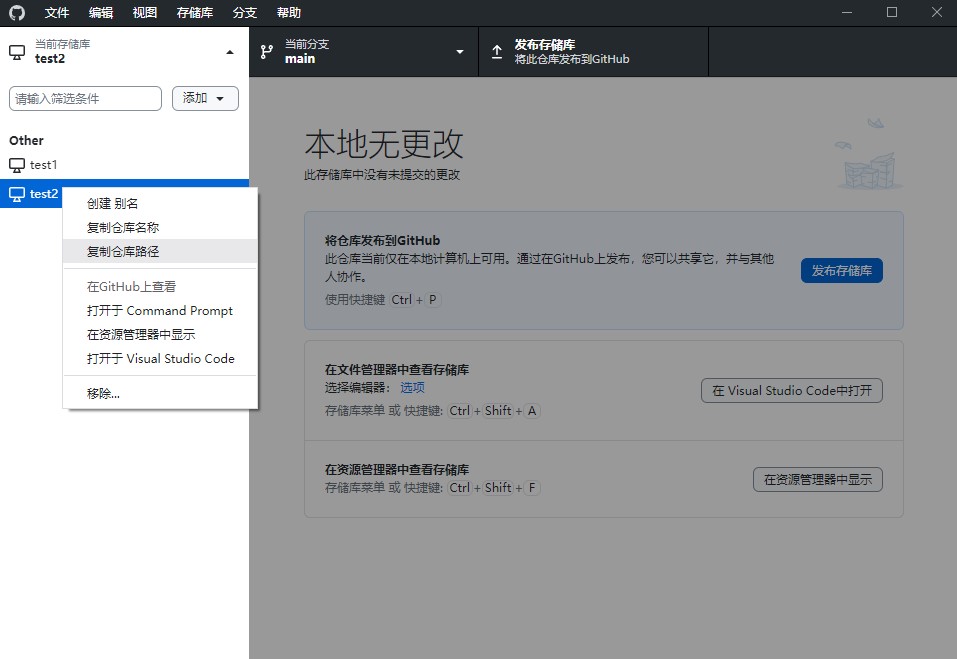 文件 编辑 视图 存储库 分支 帮助
当前存储库
test2
当前分支
main
发布存储库
将此仓库发布到GitHub
请输入筛选条件
添加
Other
test1
test2
创建 别名
复制仓库名称
复制仓库路径
在GitHub上查看
打开于 Command Prompt
在资源管理器中显示
打开于 Visual Studio Code
移除...
本地无更改
此存储库中没有未提交的更改
将仓库发布到GitHub
此仓库当前仅在本地计算机上可用。通过在GitHub上发布，您可以共享它，并与其他
人协作。
使用快捷键 Ctrl + P
发布存储库
在文件管理器中查看存储库
选择编辑器： 选项
存储库菜单 或 快捷键: Ctrl + Shift + A
在 Visual Studio Code中打开
在资源管理器中查看存储库
存储库菜单 或 快捷键: Ctrl + Shift + F
在资源管理器中显示